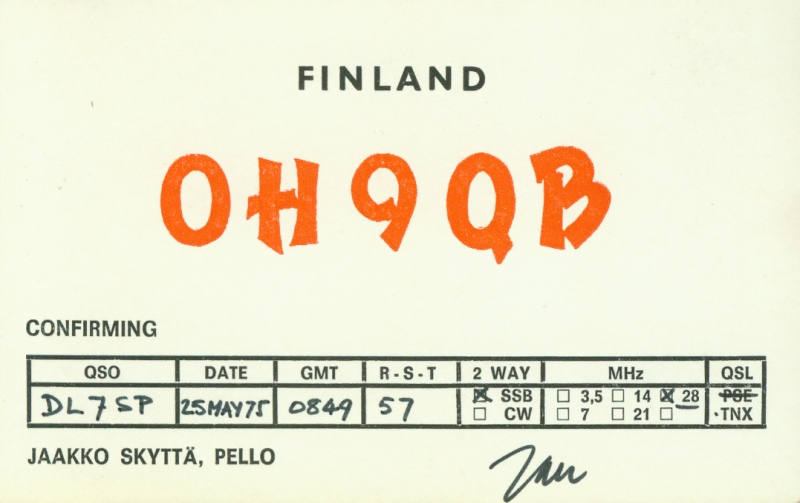 FINLAND
OH9QB
CONFIRMING
QSO DATE GMT R-S-T 2 WAY MHz QSL
DL7SP 25MAY75 0849 57 ☒ SSB ☐ 3,5 ☐ 14 ☒ 28 PSE
☐ CW ☐ 7 ☐ 21 ☐ ·TNX
JAAKKO SKYTTÄ, PELLO